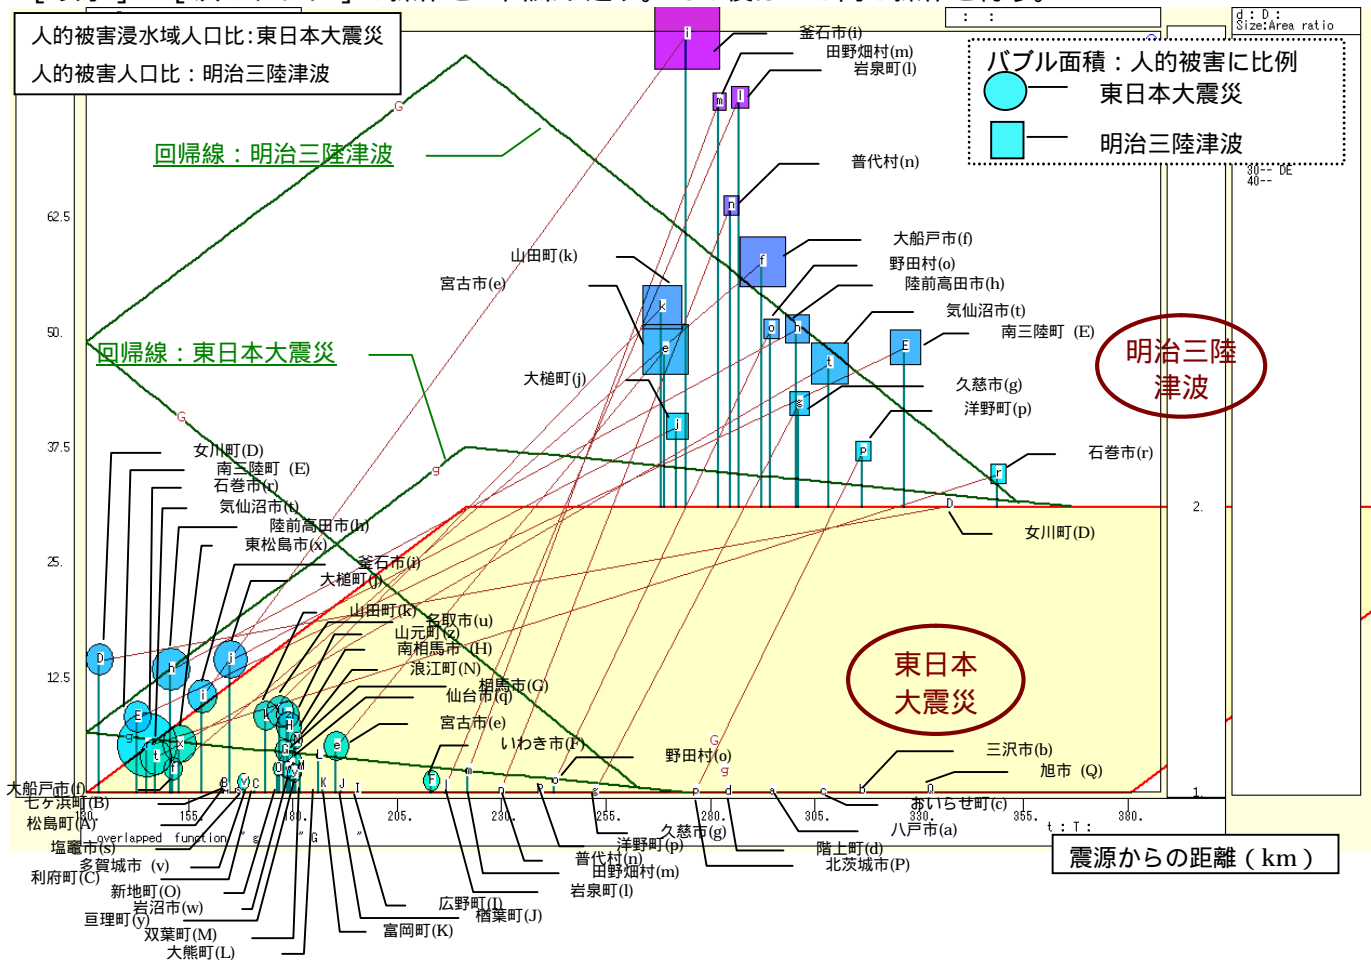 人的被害浸水域人口比:東日本大震災
人的被害人口比：明治三陸津波
d : D :
Size:Area ratio
: :
バブル面積：人的被害に比例
東日本大震災
明治三陸津波
30-- DE
40--
釜石市(i)
田野畑村(m)
岩泉町(l)
回帰線：明治三陸津波
普代村(n)
62.5
大船戸市(f)
山田町(k)
野田村(o)
宮古市(e)
陸前高田市(h)
気仙沼市(t)
南三陸町 (E)
50.
回帰線：東日本大震災
明治三陸
津波
大槌町(j)
久慈市(g)
洋野町(p)
37.5
石巻市(r)
女川町(D)
南三陸町 (E)
石巻市(r)
気仙沼市(t)
陸前高田市(h)
東松島市(x)
2.
女川町(D)
25.
釜石市(i)
大槌町(j)
山田町(k)
名取市(u)
山元町(z)
南相馬市 (H)
浪江町(N)
相馬市(G)
仙台市(q)
宮古市(e)
いわき市(F)
野田村(o)
東日本
大震災
12.5
三沢市(b)
旭市 (Q)
大船戸市(f)
七ヶ浜町(B)
1.
おいらせ町(c)
180. 155. 180. 205. 230. 255. 280. 305. 330. 355. 380.
松島町(A)
overlapped function " g " G "
t : T :
久慈市(g)
八戸市(a)
塩竈市(s)
洋野町(p)
階上町(d)
震源からの距離（km）
多賀城市 (v)
普代村(n)
北茨城市(P)
利府町(C)
田野畑村(m)
新地町(O)
岩泉町(l)
岩沼市(w)
広野町(I)
亘理町(y)
楢葉町(J)
双葉町(M)
富岡町(K)
大熊町(L)